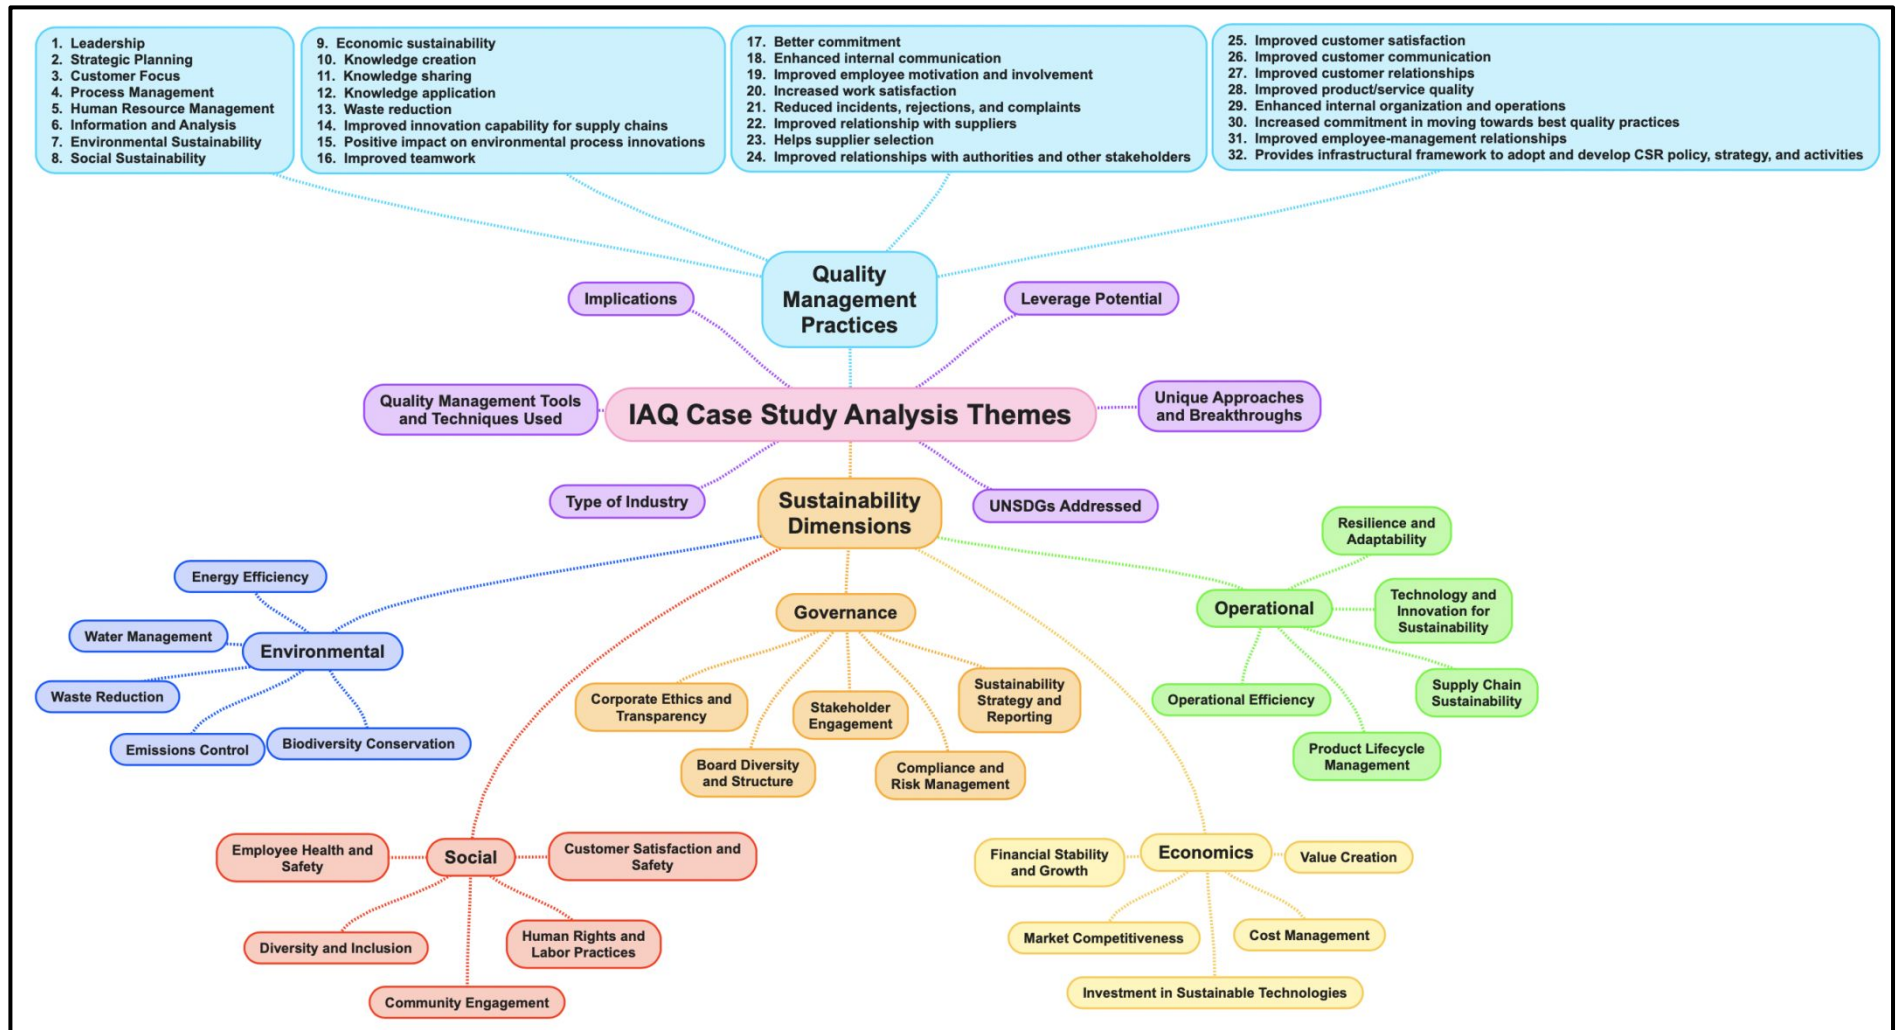 1. Leadership
2. Strategic Planning
3. Customer Focus
4. Process Management
5. Human Resource Management
6. Information and Analysis
7. Environmental Sustainability
8. Social Sustainability
9. Economic sustainability
10. Knowledge creation
11. Knowledge sharing
12. Knowledge application
13. Waste reduction
14. Improved innovation capability for supply chains
15. Positive impact on environmental process innovations
16. Improved teamwork
17. Better commitment
18. Enhanced internal communication
19. Improved employee motivation and involvement
20. Increased work satisfaction
21. Reduced incidents, rejections, and complaints
22. Improved relationship with suppliers
23. Helps supplier selection
24. Improved relationships with authorities and other stakeholders
25. Improved customer satisfaction
26. Improved customer communication
27. Improved customer relationships
28. Improved product/service quality
29. Enhanced internal organization and operations
30. Increased commitment in moving towards best quality practices
31. Improved employee-management relationships
32. Provides infrastructural framework to adopt and develop CSR policy, strategy, and activities
Quality
Management
Practices
Implications
Leverage Potential
Quality Management Tools
and Techniques Used
IAQ Case Study Analysis Themes
Unique Approaches
and Breakthroughs
Type of Industry
Sustainability
Dimensions
UNSDGs Addressed
Energy Efficiency
Water Management
Environmental
Waste Reduction
Emissions Control
Biodiversity Conservation
Governance
Corporate Ethics and
Transparency
Stakeholder
Engagement
Sustainability
Strategy and
Reporting
Board Diversity
and Structure
Compliance and
Risk Management
Resilience and
Adaptability
Operational
Technology and
Innovation for
Sustainability
Operational Efficiency
Supply Chain
Sustainability
Product Lifecycle
Management
Employee Health and
Safety
Social
Customer Satisfaction and
Safety
Diversity and Inclusion
Human Rights and
Labor Practices
Community Engagement
Financial Stability
and Growth
Economics
Value Creation
Market Competitiveness
Cost Management
Investment in Sustainable Technologies